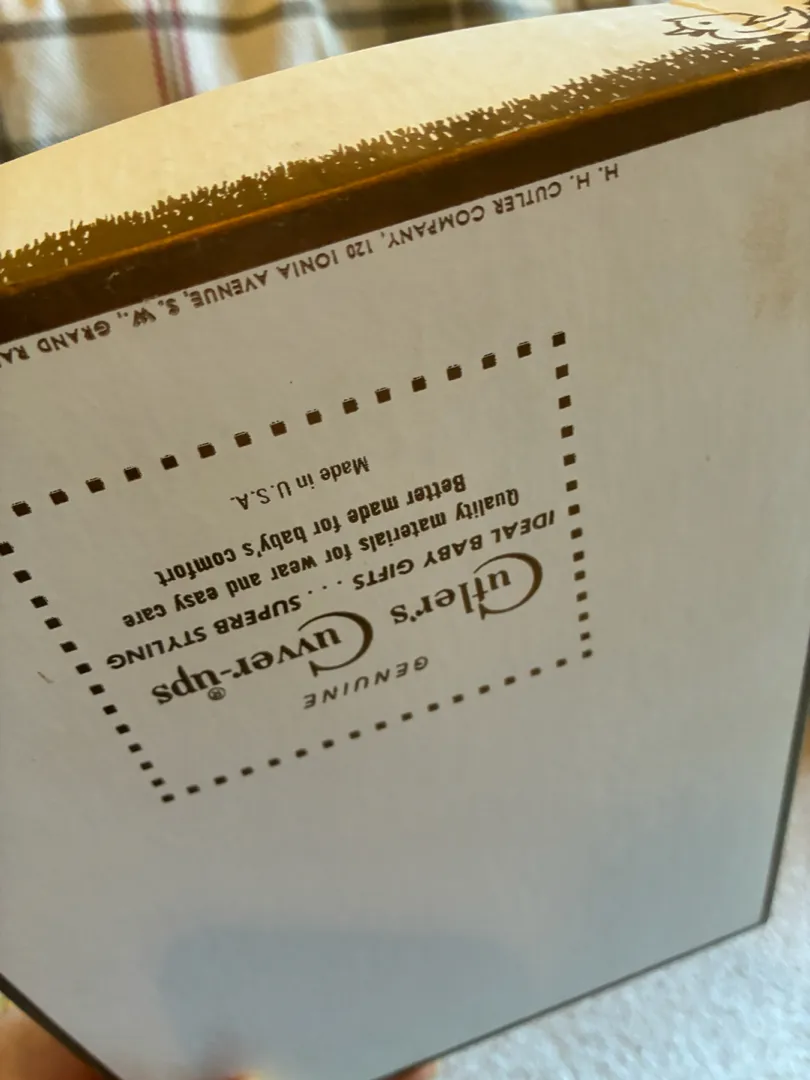 GENUINE
Cutler's Cuvver-ups®
IDEAL BABY GIFTS . . . . SUPERB STYLING
Quality materials for wear and easy care
Better made for baby's comfort
Made in U.S.A.
H. H. CUTLER COMPANY, 120 IONIA AVENUE, S. W., GRAND RA